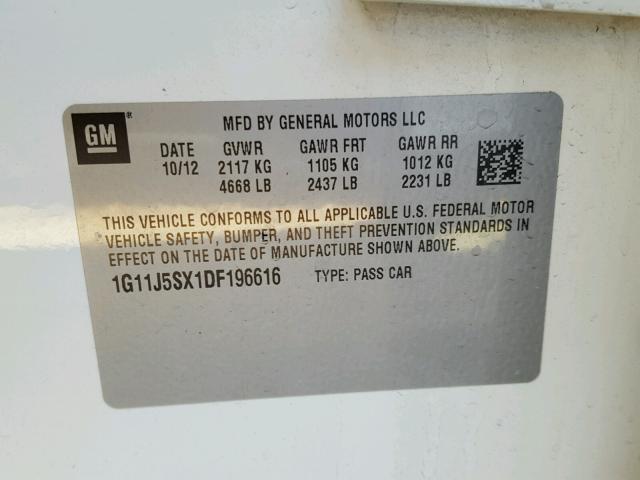 GM ®
MFD BY GENERAL MOTORS LLC
DATE GVWR GAWR FRT GAWR RR
10/12 2117 KG 1105 KG 1012 KG
4668 LB 2437 LB 2231 LB
THIS VEHICLE CONFORMS TO ALL APPLICABLE U.S. FEDERAL MOTOR
VEHICLE SAFETY, BUMPER, AND THEFT PREVENTION STANDARDS IN
EFFECT ON THE DATE OF MANUFACTURE SHOWN ABOVE.
1G11J5SX1DF196616 TYPE: PASS CAR